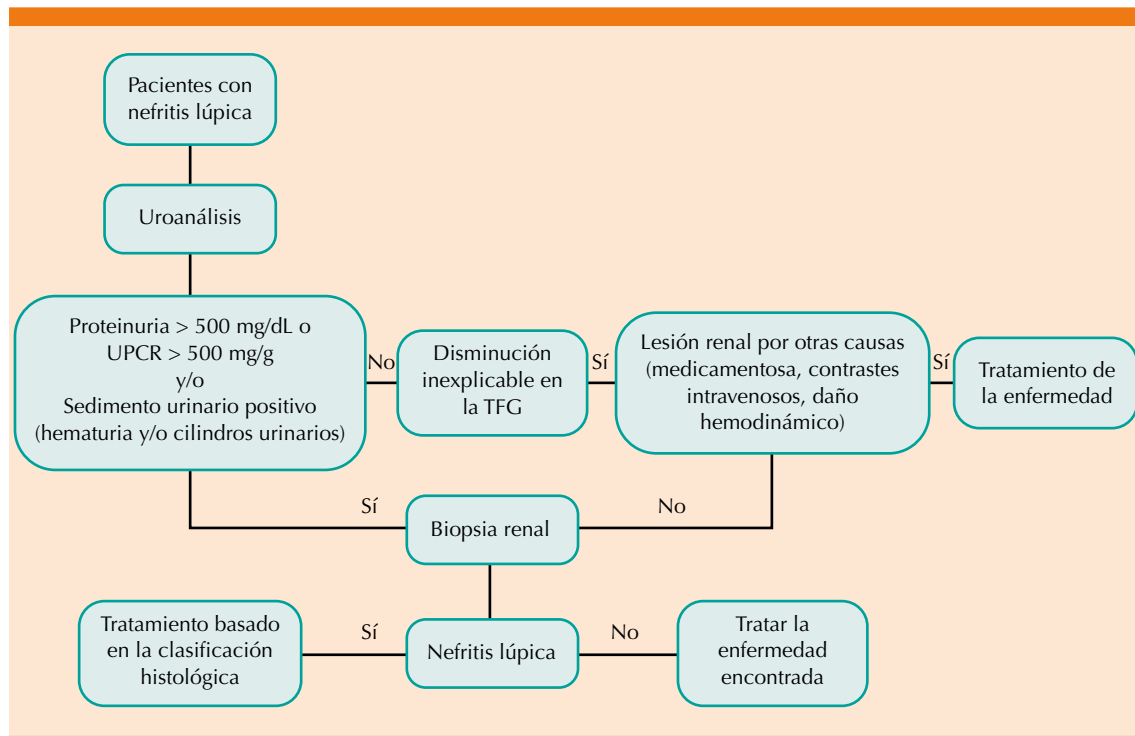 Pacientes con
nefritis lúpica
Uroanálisis
Proteinuria > 500 mg/dL o
UPCR > 500 mg/g
y/o
Sedimento urinario positivo
(hematuria y/o cilindros urinarios)
No
Disminución
inexplicable en
la TFG
Sí
Lesión renal por otras causas
(medicamentosa, contrastes
intravenosos, daño
hemodinámico)
Sí
Tratamiento de
la enfermedad
Sí
Biopsia renal
No
Tratamiento basado
en la clasificación
histológica
Sí
Nefritis lúpica
No
Tratar la
enfermedad
encontrada